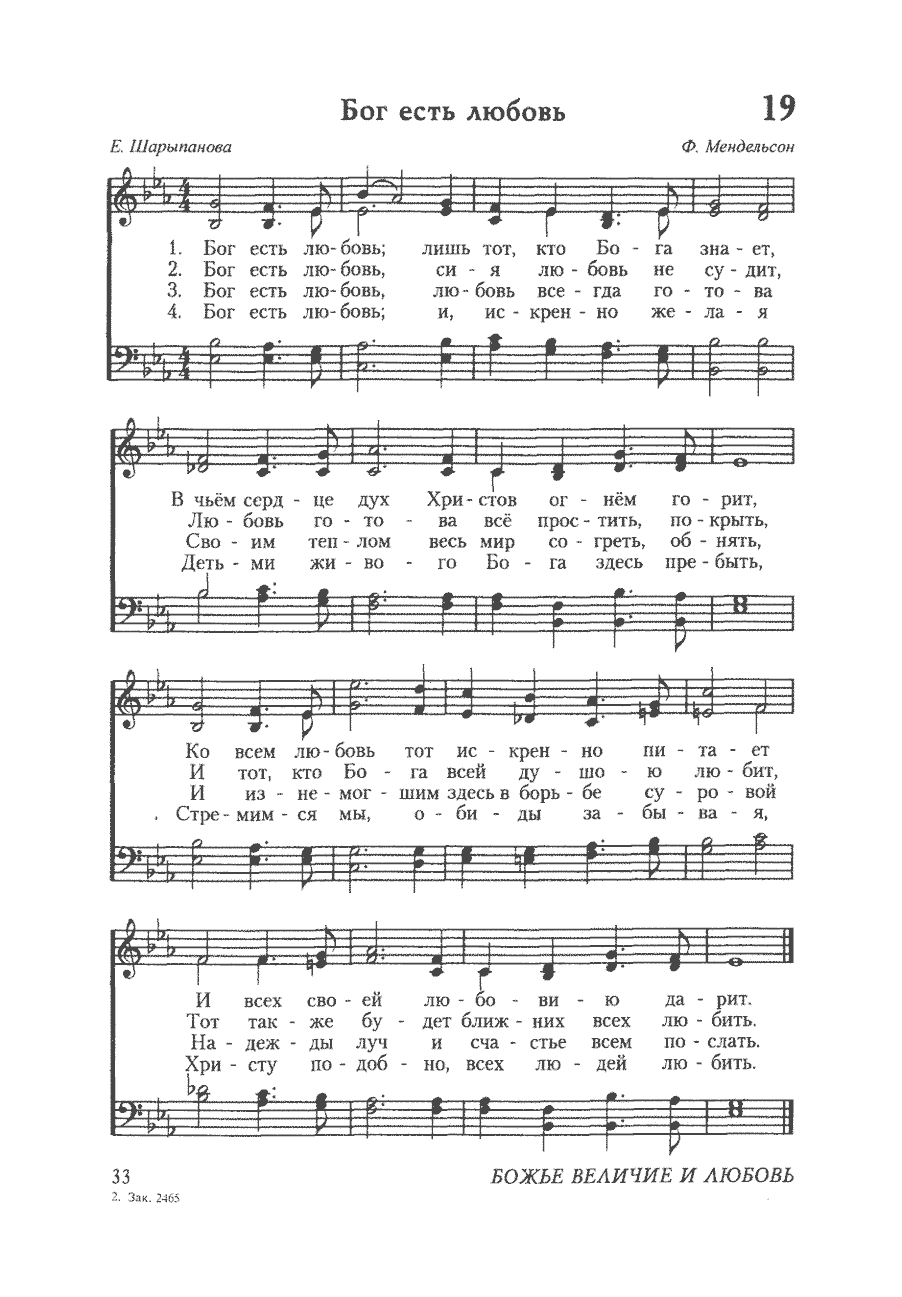 Бог есть любовь 19
Е. Шарыпанова Ф. Мендельсон
1. Бог есть лю-бовь; лишь тот, кто Бо - га зна - ет,
2. Бог есть лю-бовь, си - я лю - бовь не су - дит,
3. Бог есть лю-бовь, лю-бовь все - гда го - то - ва
4. Бог есть лю-бовь; и, ис - крен - но же - ла - я
В чьём серд - це дух Хри - стов ог - нём го - рит,
Лю - бовь го - то - ва всё прос - тить, по - крыть,
Сво - им теп - лом весь мир со - греть, об - нять,
Деть - ми жи - во - го Бо - га здесь пре - быть,
Ко всем лю-бовь тот ис - крен - но пи - та - ет
И тот, кто Бо - га всей ду - шо - ю лю - бит,
И из - не - мог - шим здесь в борь - бе су - ро - вой
Стре - мим - ся мы, о - би - ды за - бы - ва - я,
И всех сво - ей лю - бо - ви - ю да - рит.
Тот так - же бу - дет ближ - них всех лю - бить.
На - деж - ды луч и сча - стье всем по - слать.
Хри - сту по - доб - но, всех лю - дей лю - бить.
33 БОЖЬЕ ВЕЛИЧИЕ И ЛЮБОВЬ
2. Зак. 2465